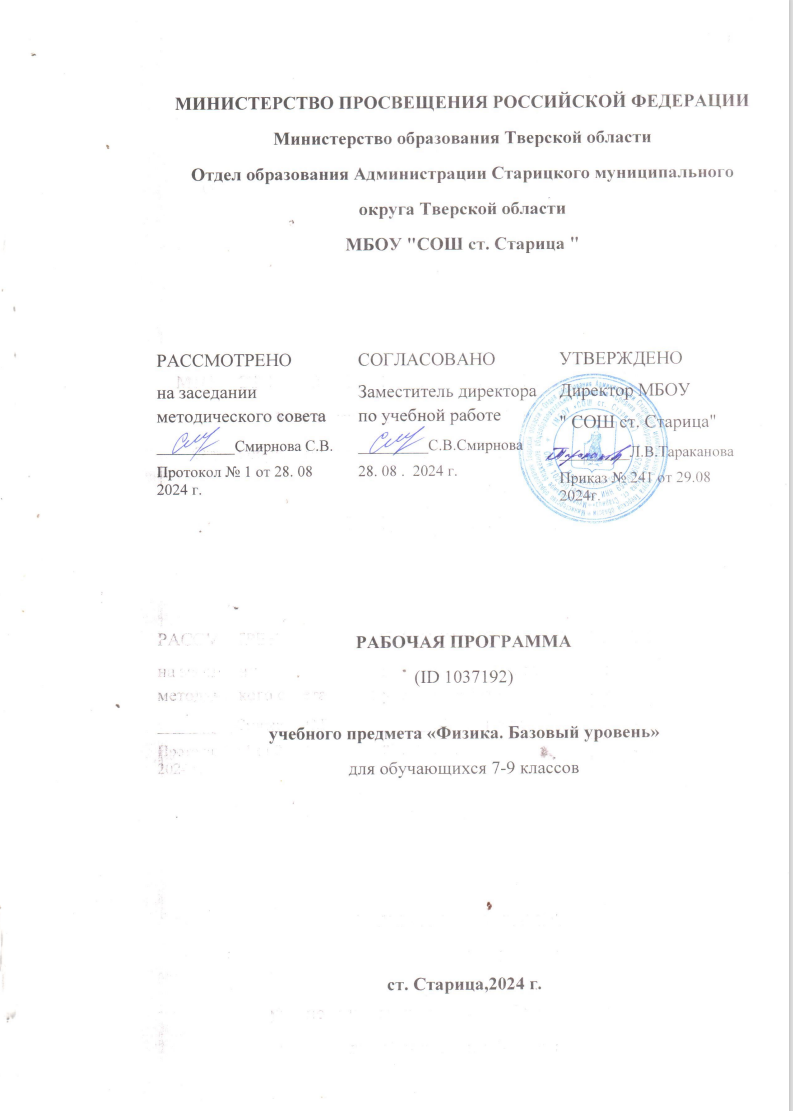 МИНИСТЕРСТВО ПРОСВЕЩЕНИЯ РОССИЙСКОЙ ФЕДЕРАЦИИ
Министерство образования Тверской области
Отдел образования Администрации Старицкого муниципального
округа Тверской области
МБОУ "СОШ ст. Старица "
РАССМОТРЕНО
на заседании
методического совета
__________Смирнова С.В.
Протокол № 1 от 28. 08
2024 г.
СОГЛАСОВАНО
Заместитель директора
по учебной работе
_________С.В.Смирнова
28. 08 .  2024 г.
УТВЕРЖДЕНО
Директор МБОУ
" СОШ ст. Старица"
_________Л.В.Тараканова
Приказ № 241 от 29.08
2024г.
РАБОЧАЯ ПРОГРАММА
(ID 1037192)
учебного предмета «Физика. Базовый уровень»
для обучающихся 7-9 классов
ст. Старица,2024 г.